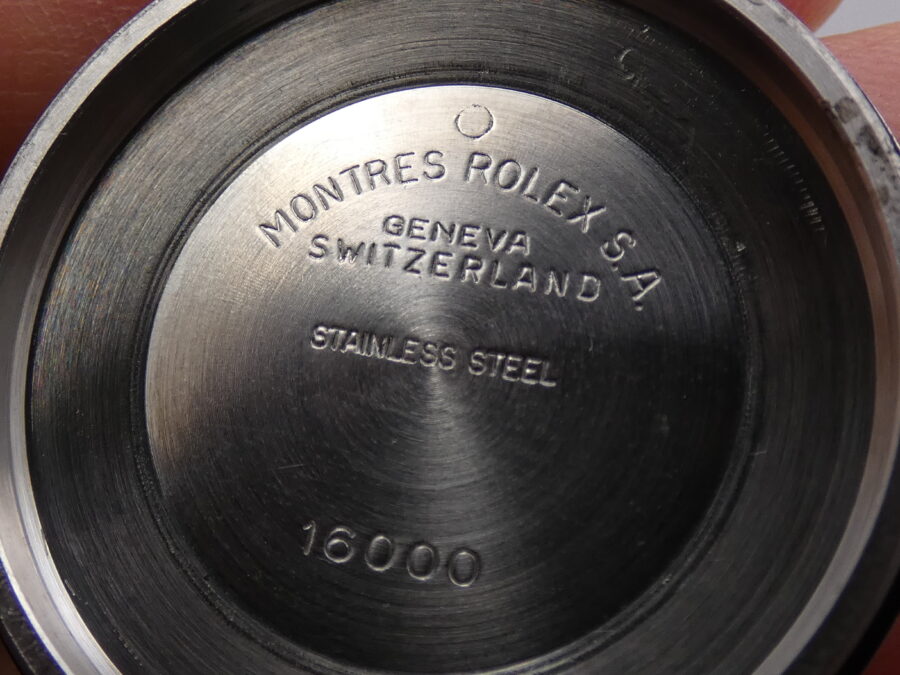 MONTRES ROLEX S.A.
GENEVA
SWITZERLAND
STAINLESS STEEL
16000